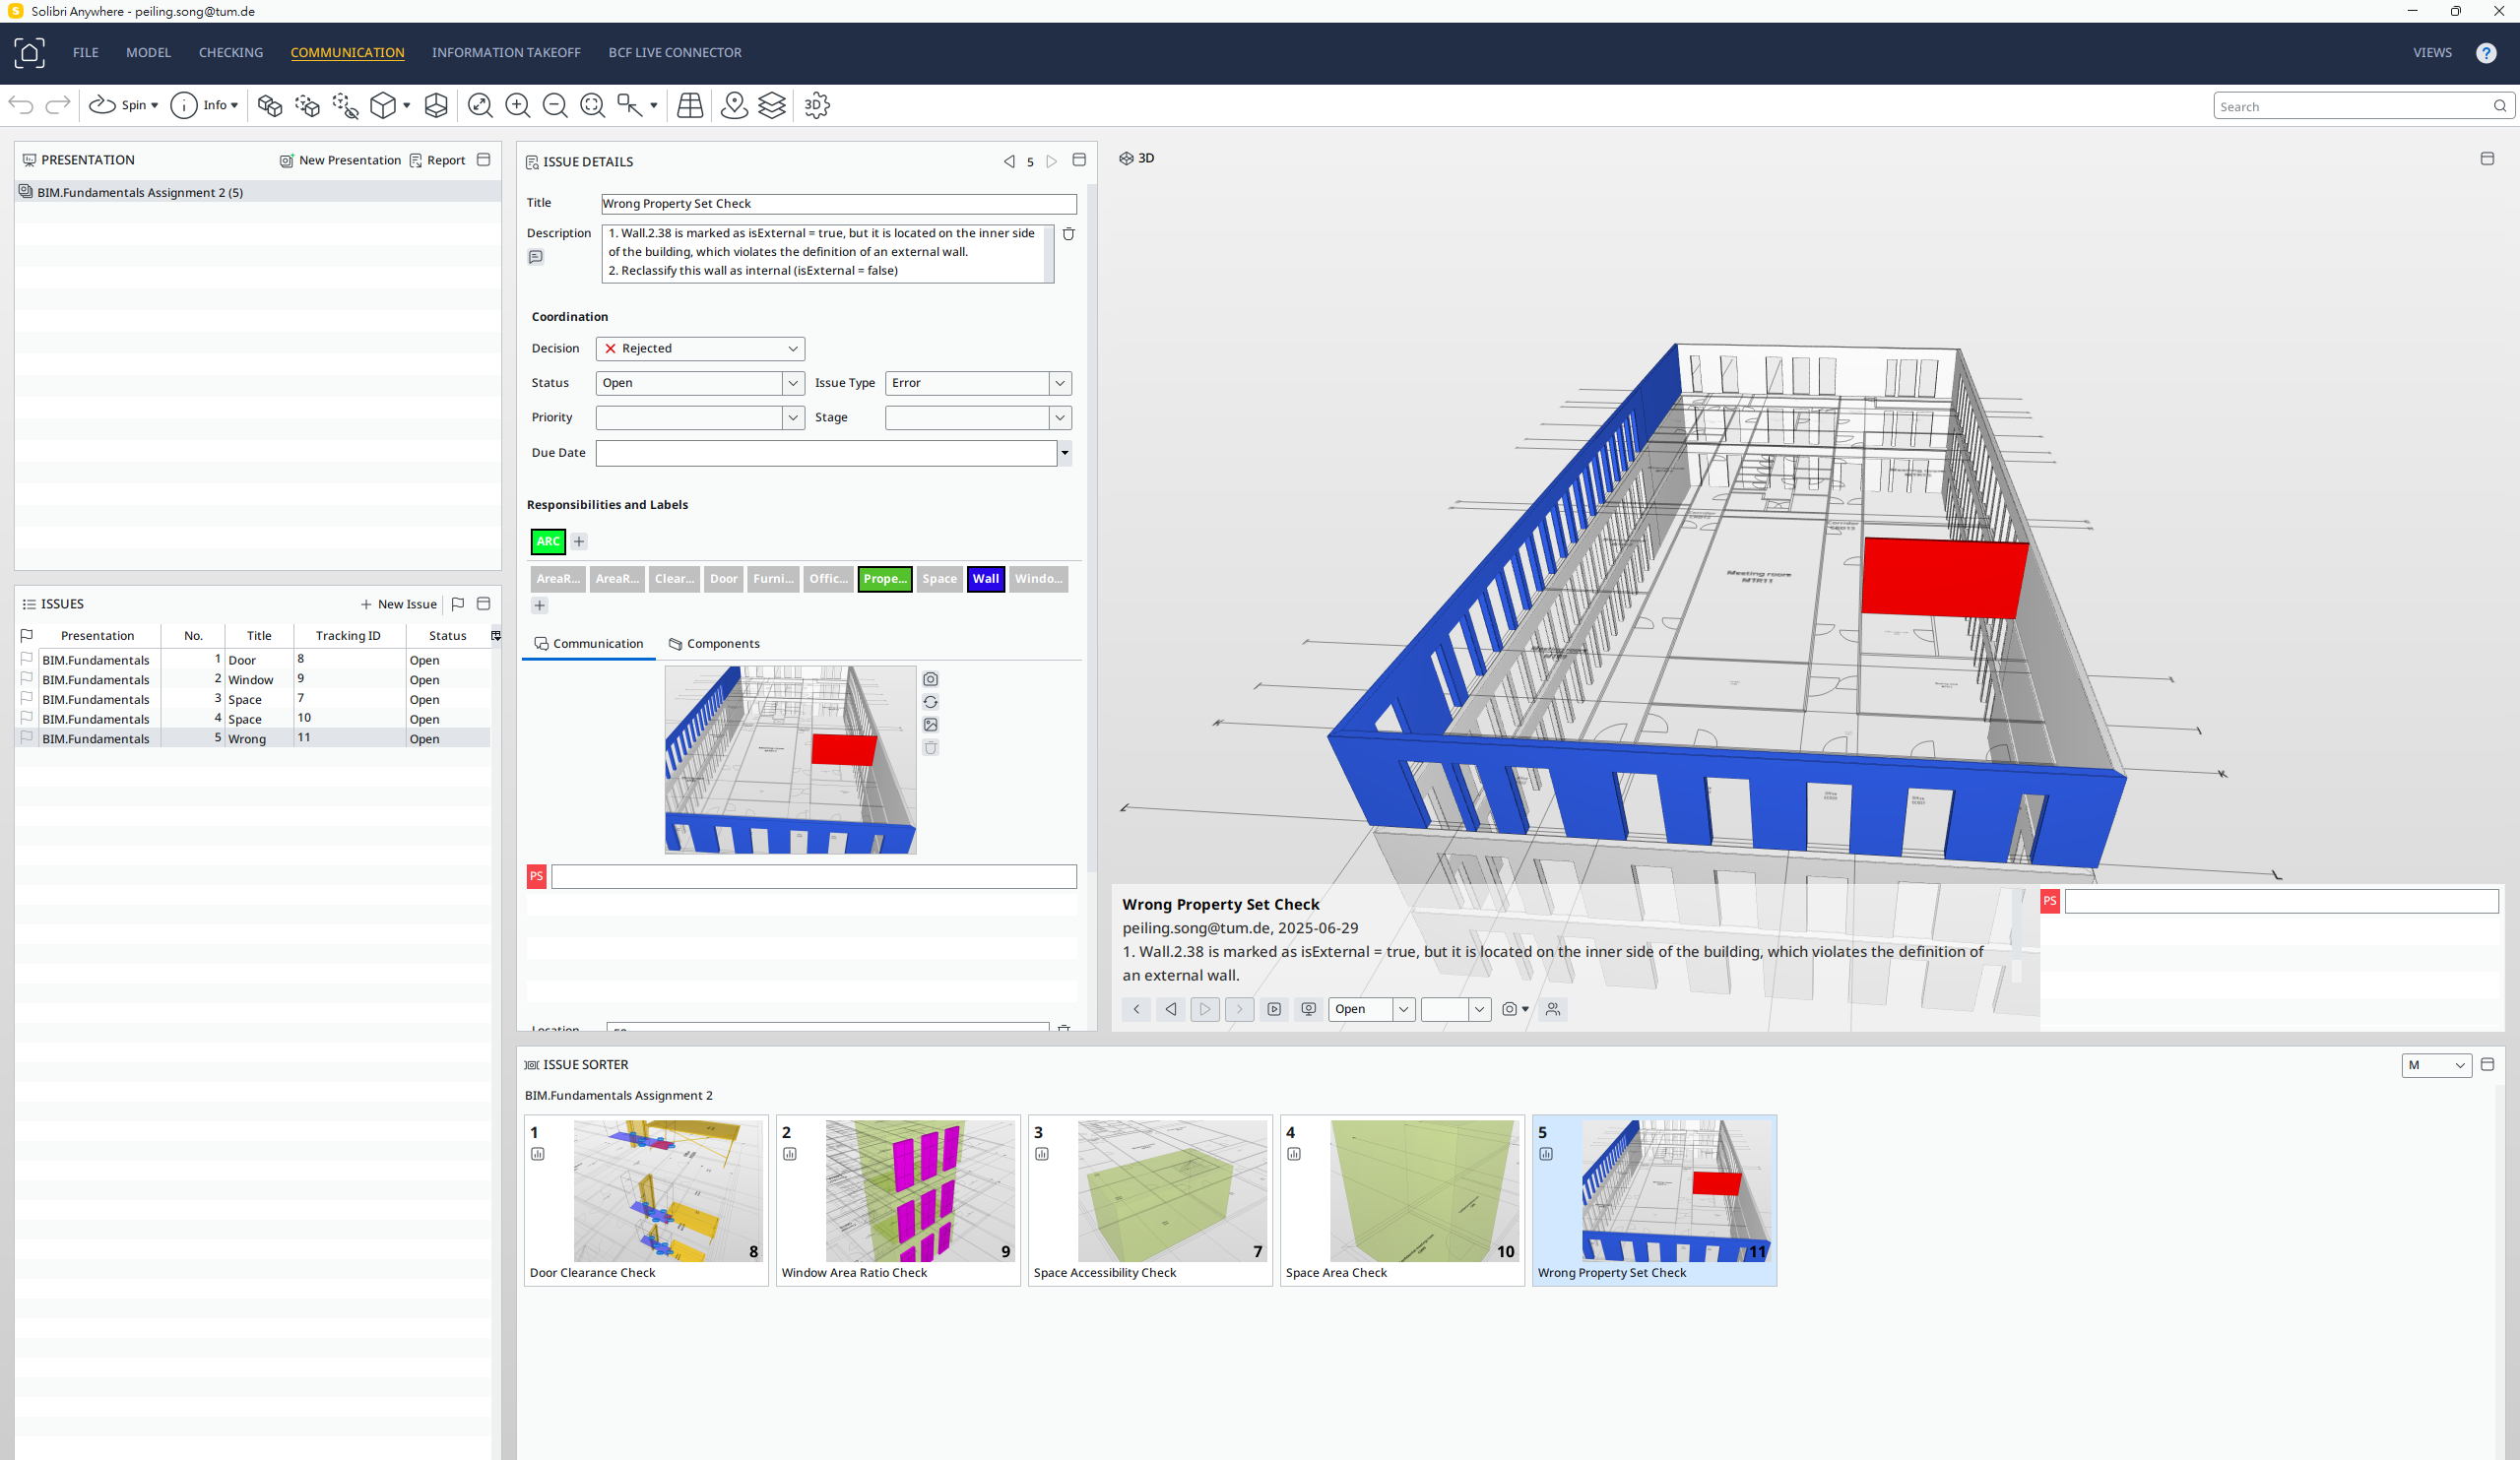 Solibri Anywhere - peiling.song@tum.de
FILE MODEL CHECKING COMMUNICATION INFORMATION TAKEOFF BCF LIVE CONNECTOR VIEWS ?
Spin Info 3D Search
PRESENTATION New Presentation Report
BIM.Fundamentals Assignment 2 (5)
ISSUES New Issue
Presentation No. Title Tracking ID Status
BIM.Fundamentals 1 Door 8 Open
BIM.Fundamentals 2 Window 9 Open
BIM.Fundamentals 3 Space 7 Open
BIM.Fundamentals 4 Space 10 Open
BIM.Fundamentals 5 Wrong 11 Open
ISSUE DETAILS 5
Title Wrong Property Set Check
Description 1. Wall.2.38 is marked as isExternal = true, but it is located on the inner side
of the building, which violates the definition of an external wall.
2. Reclassify this wall as internal (isExternal = false)
Coordination
Decision Rejected
Status Open Issue Type Error
Priority Stage
Due Date
Responsibilities and Labels
ARC
AreaR... AreaR... Clear... Door Furni... Offic... Prope... Space Wall Windo...
Communication Components
PS
Location
3D
Meeting room
MTR11
Wrong Property Set Check
peiling.song@tum.de, 2025-06-29
1. Wall.2.38 is marked as isExternal = true, but it is located on the inner side of the building, which violates the definition of
an external wall.
Open
PS
ISSUE SORTER M
BIM.Fundamentals Assignment 2
1 8
Door Clearance Check
2 9
Window Area Ratio Check
3 7
Space Accessibility Check
4 10
Space Area Check
5 11
Wrong Property Set Check